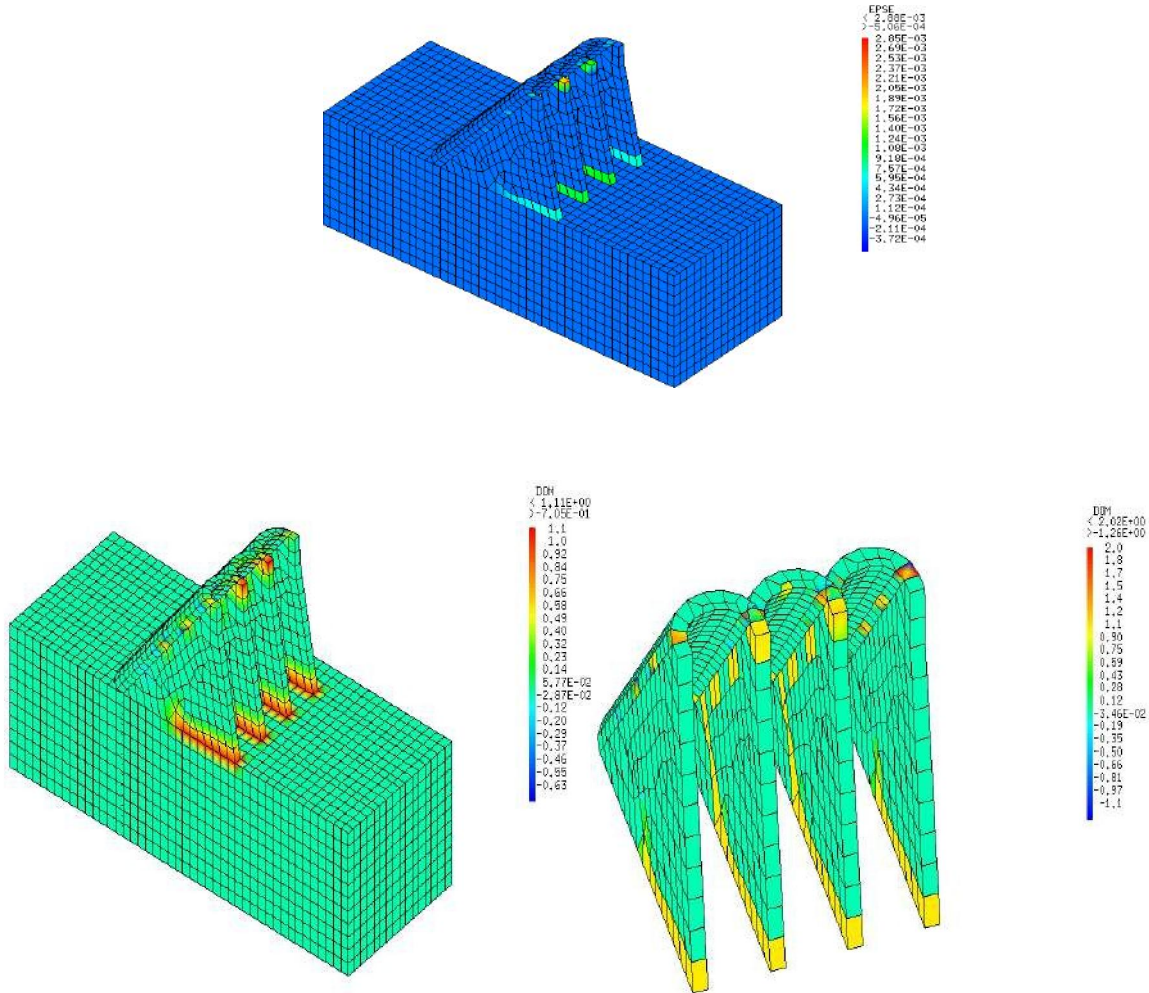 EPSE
< 2.88E-03
>-5.06E-04
2.85E-03
2.69E-03
2.53E-03
2.37E-03
2.21E-03
2.05E-03
1.89E-03
1.72E-03
1.56E-03
1.40E-03
1.24E-03
1.08E-03
9.18E-04
7.57E-04
5.95E-04
4.34E-04
2.73E-04
1.12E-04
-4.96E-05
-2.11E-04
-3.72E-04
DOM
< 1.11E+00
>-7.05E-01
1.1
1.0
0.92
0.84
0.75
0.66
0.58
0.49
0.40
0.32
0.23
0.14
5.77E-02
-2.87E-02
-0.12
-0.20
-0.29
-0.37
-0.46
-0.55
-0.63
DOM
< 2.02E+00
>-1.26E+00
2.0
1.8
1.7
1.5
1.4
1.2
1.1
0.90
0.75
0.59
0.43
0.28
0.12
-3.46E-02
-0.19
-0.35
-0.50
-0.66
-0.81
-0.97
-1.1